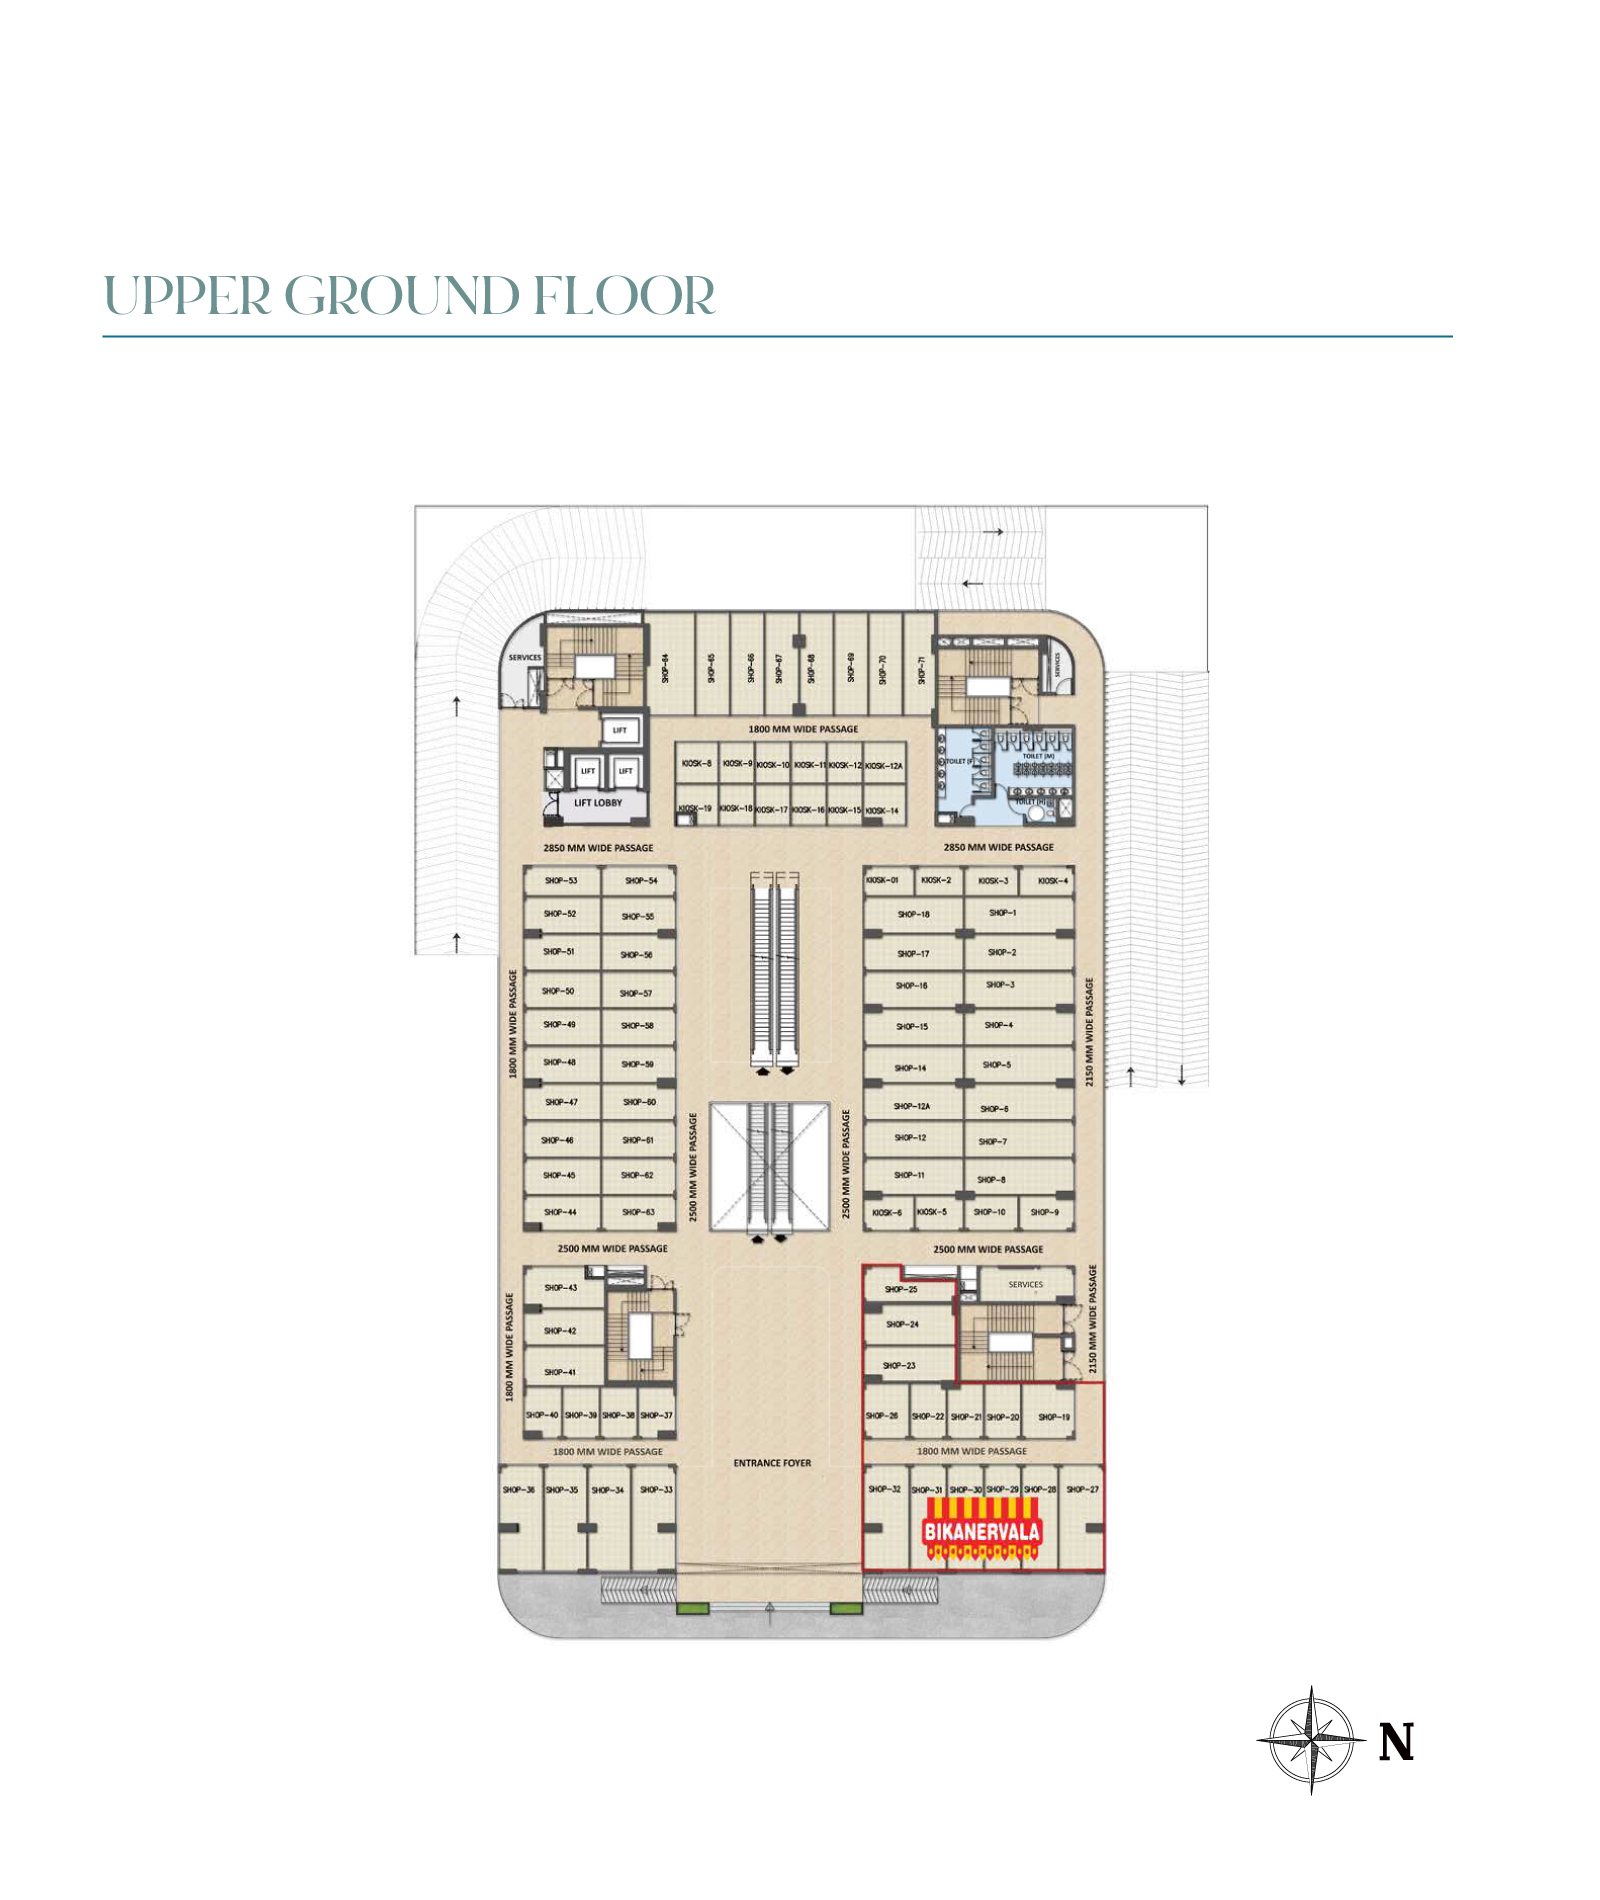 UPPER GROUND FLOOR
SERVICES
SHOP-64
SHOP-65
SHOP-66
SHOP-67
SHOP-68
SHOP-69
SHOP-70
SHOP-71
SERVICES
LIFT
1800 MM WIDE PASSAGE
LIFT
LIFT
LIFT LOBBY
KIOSK-8
KIOSK-9
KIOSK-10
KIOSK-11
KIOSK-12
KIOSK-12A
KIOSK-19
KIOSK-18
KIOSK-17
KIOSK-16
KIOSK-15
KIOSK-14
TOILET (F)
TOILET (M)
TOILET (H)
2850 MM WIDE PASSAGE
2850 MM WIDE PASSAGE
SHOP-53
SHOP-54
SHOP-52
SHOP-55
SHOP-51
SHOP-56
SHOP-50
SHOP-57
SHOP-49
SHOP-58
SHOP-48
SHOP-59
SHOP-47
SHOP-60
SHOP-46
SHOP-61
SHOP-45
SHOP-62
SHOP-44
SHOP-63
1800 MM WIDE PASSAGE
2500 MM WIDE PASSAGE
2500 MM WIDE PASSAGE
KIOSK-01
KIOSK-2
KIOSK-3
KIOSK-4
SHOP-18
SHOP-1
SHOP-17
SHOP-2
SHOP-16
SHOP-3
SHOP-15
SHOP-4
SHOP-14
SHOP-5
SHOP-12A
SHOP-6
SHOP-12
SHOP-7
SHOP-11
SHOP-8
KIOSK-6
KIOSK-5
SHOP-10
SHOP-9
2150 MM WIDE PASSAGE
2500 MM WIDE PASSAGE
2500 MM WIDE PASSAGE
SHOP-43
SHOP-42
SHOP-41
SHOP-40
SHOP-39
SHOP-38
SHOP-37
1800 MM WIDE PASSAGE
1800 MM WIDE PASSAGE
SHOP-36
SHOP-35
SHOP-34
SHOP-33
ENTRANCE FOYER
SHOP-25
SERVICES
SHOP-24
SHOP-23
2150 MM WIDE PASSAGE
SHOP-26
SHOP-22
SHOP-21
SHOP-20
SHOP-19
1800 MM WIDE PASSAGE
SHOP-32
SHOP-31
SHOP-30
SHOP-29
SHOP-28
SHOP-27
BIKANERVALA
N